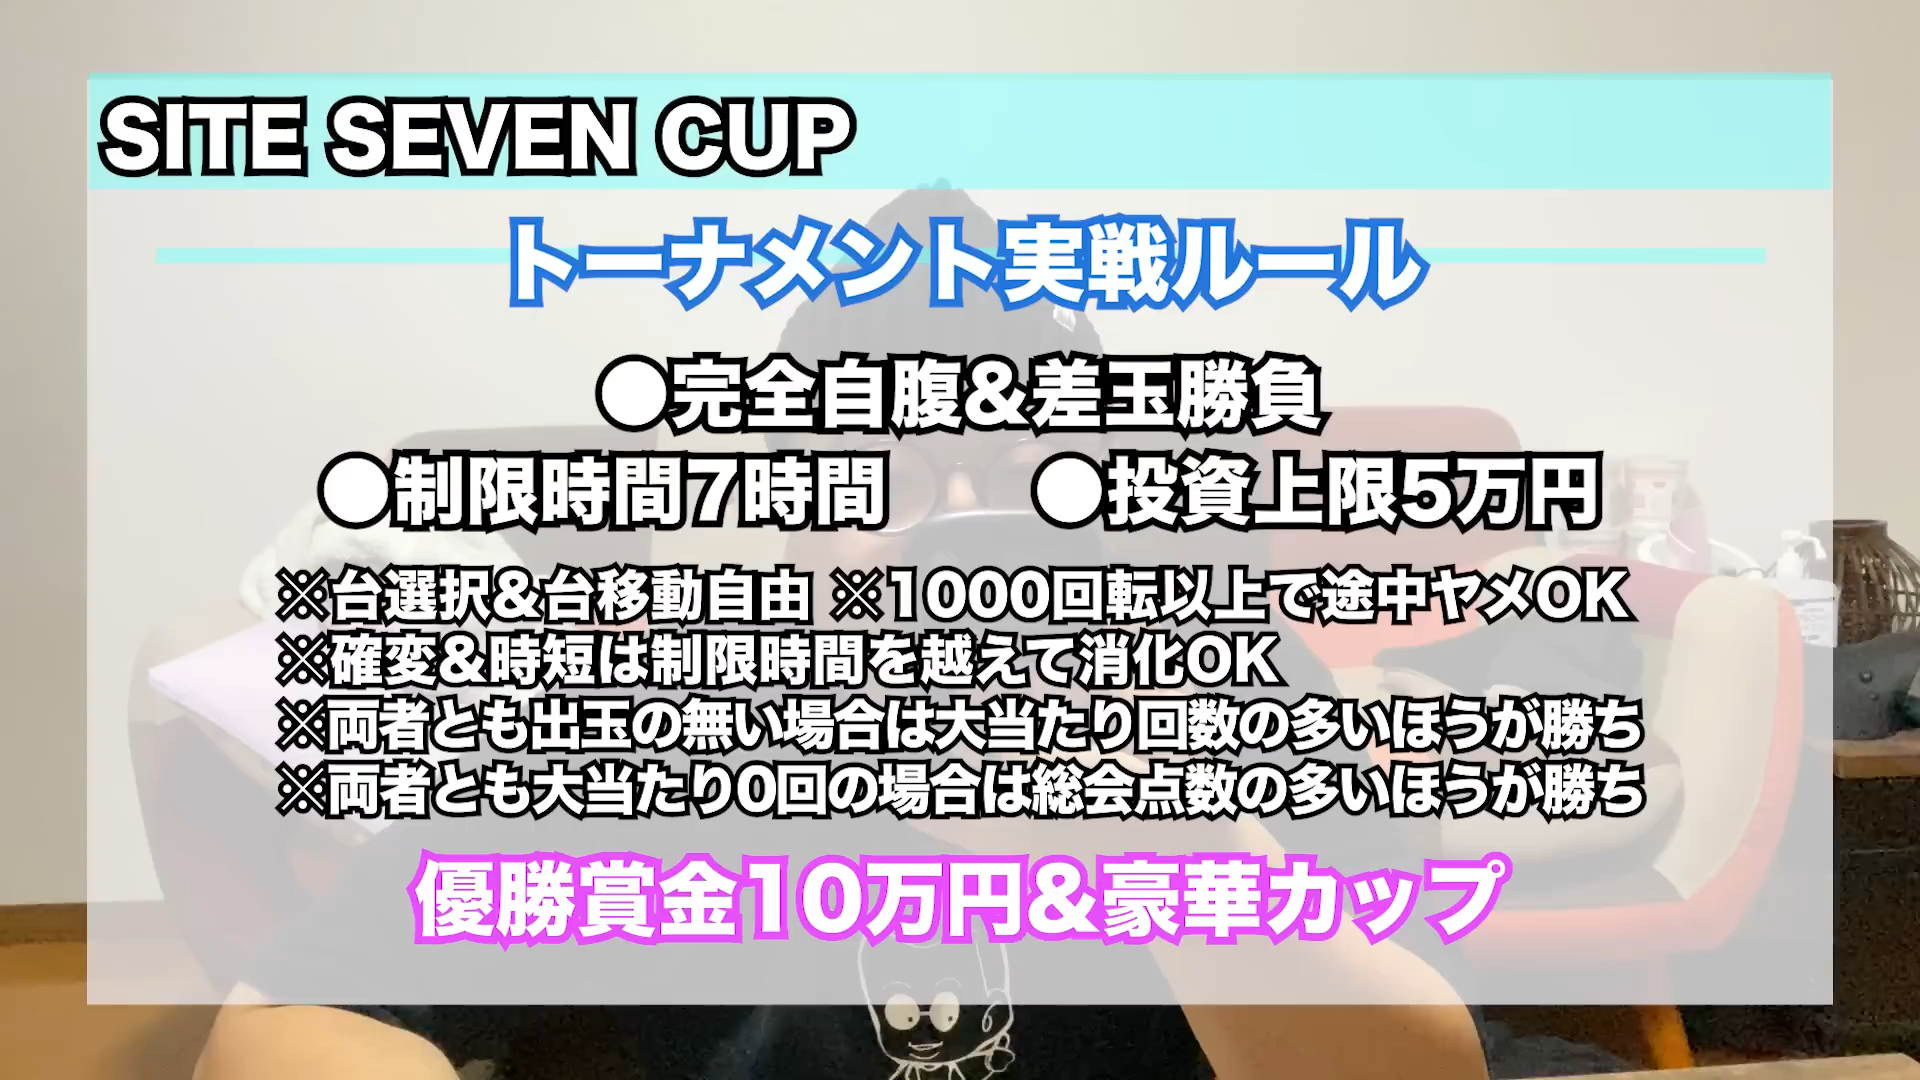 SITE SEVEN CUP
トーナメント実戦ルール
●完全自腹&差玉勝負
●制限時間7時間 ●投資上限5万円
※台選択&台移動自由 ※1000回転以上で途中ヤメOK
※確変&時短は制限時間を越えて消化OK
※両者とも出玉の無い場合は大当たり回数の多いほうが勝ち
※両者とも大当たり0回の場合は総会点数の多いほうが勝ち
優勝賞金10万円&豪華カップ